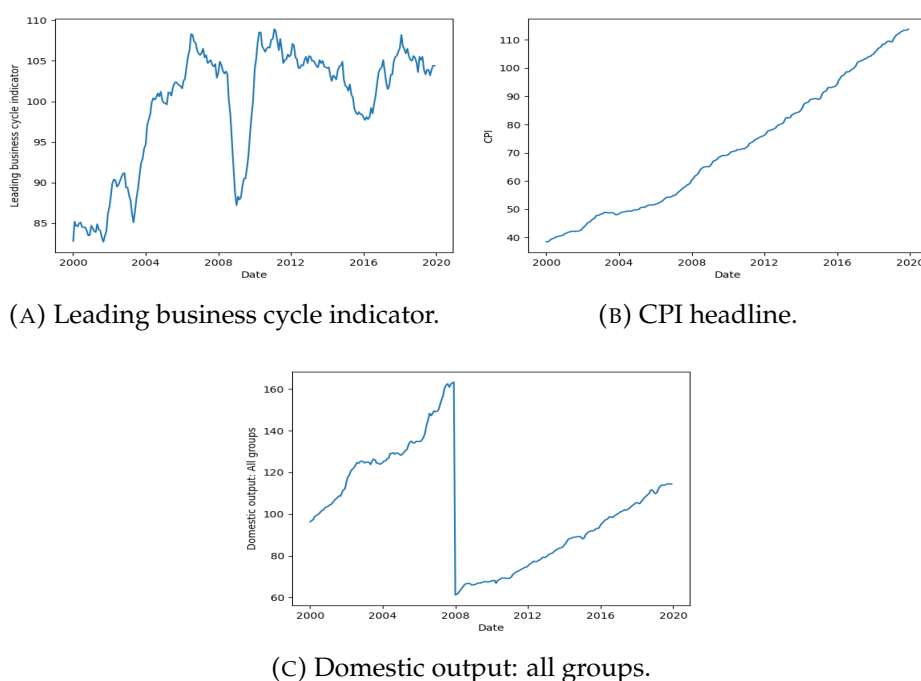 110
105
100
95
90
85
Leading business cycle indicator
2000 2004 2008 2012 2016 2020
Date
(A) Leading business cycle indicator.
110
100
90
80
70
60
50
40
CPI
2000 2004 2008 2012 2016 2020
Date
(B) CPI headline.
160
140
120
100
80
60
Domestic output: All groups
2000 2004 2008 2012 2016 2020
Date
(C) Domestic output: all groups.